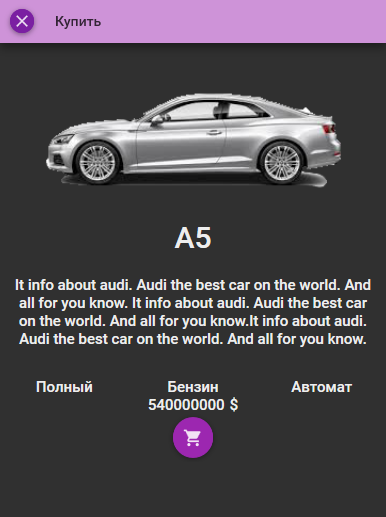 Купить
A5
It info about audi. Audi the best car on the world. And
all for you know. It info about audi. Audi the best car
on the world. And all for you know.It info about audi.
Audi the best car on the world. And all for you know.
Полный Бензин Автомат
540000000 $